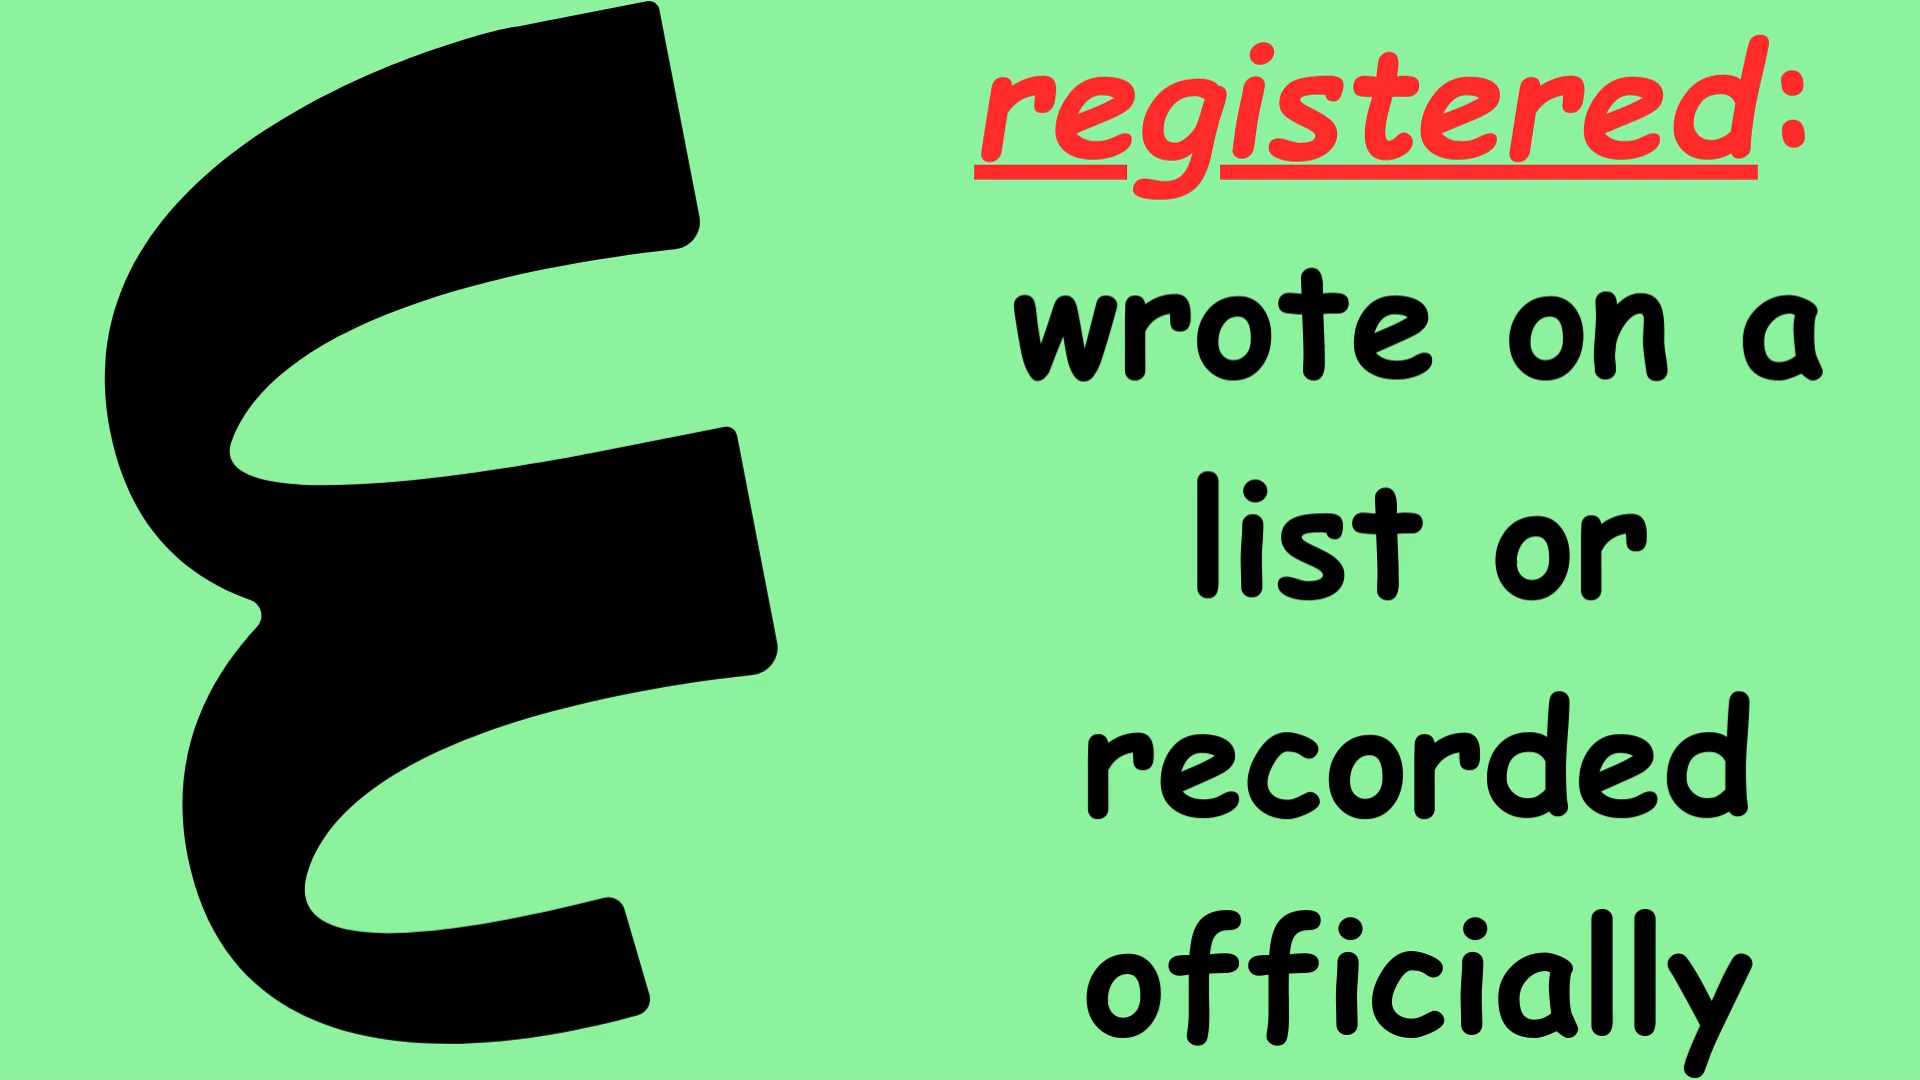 registered:
wrote on a
list or
recorded
officially